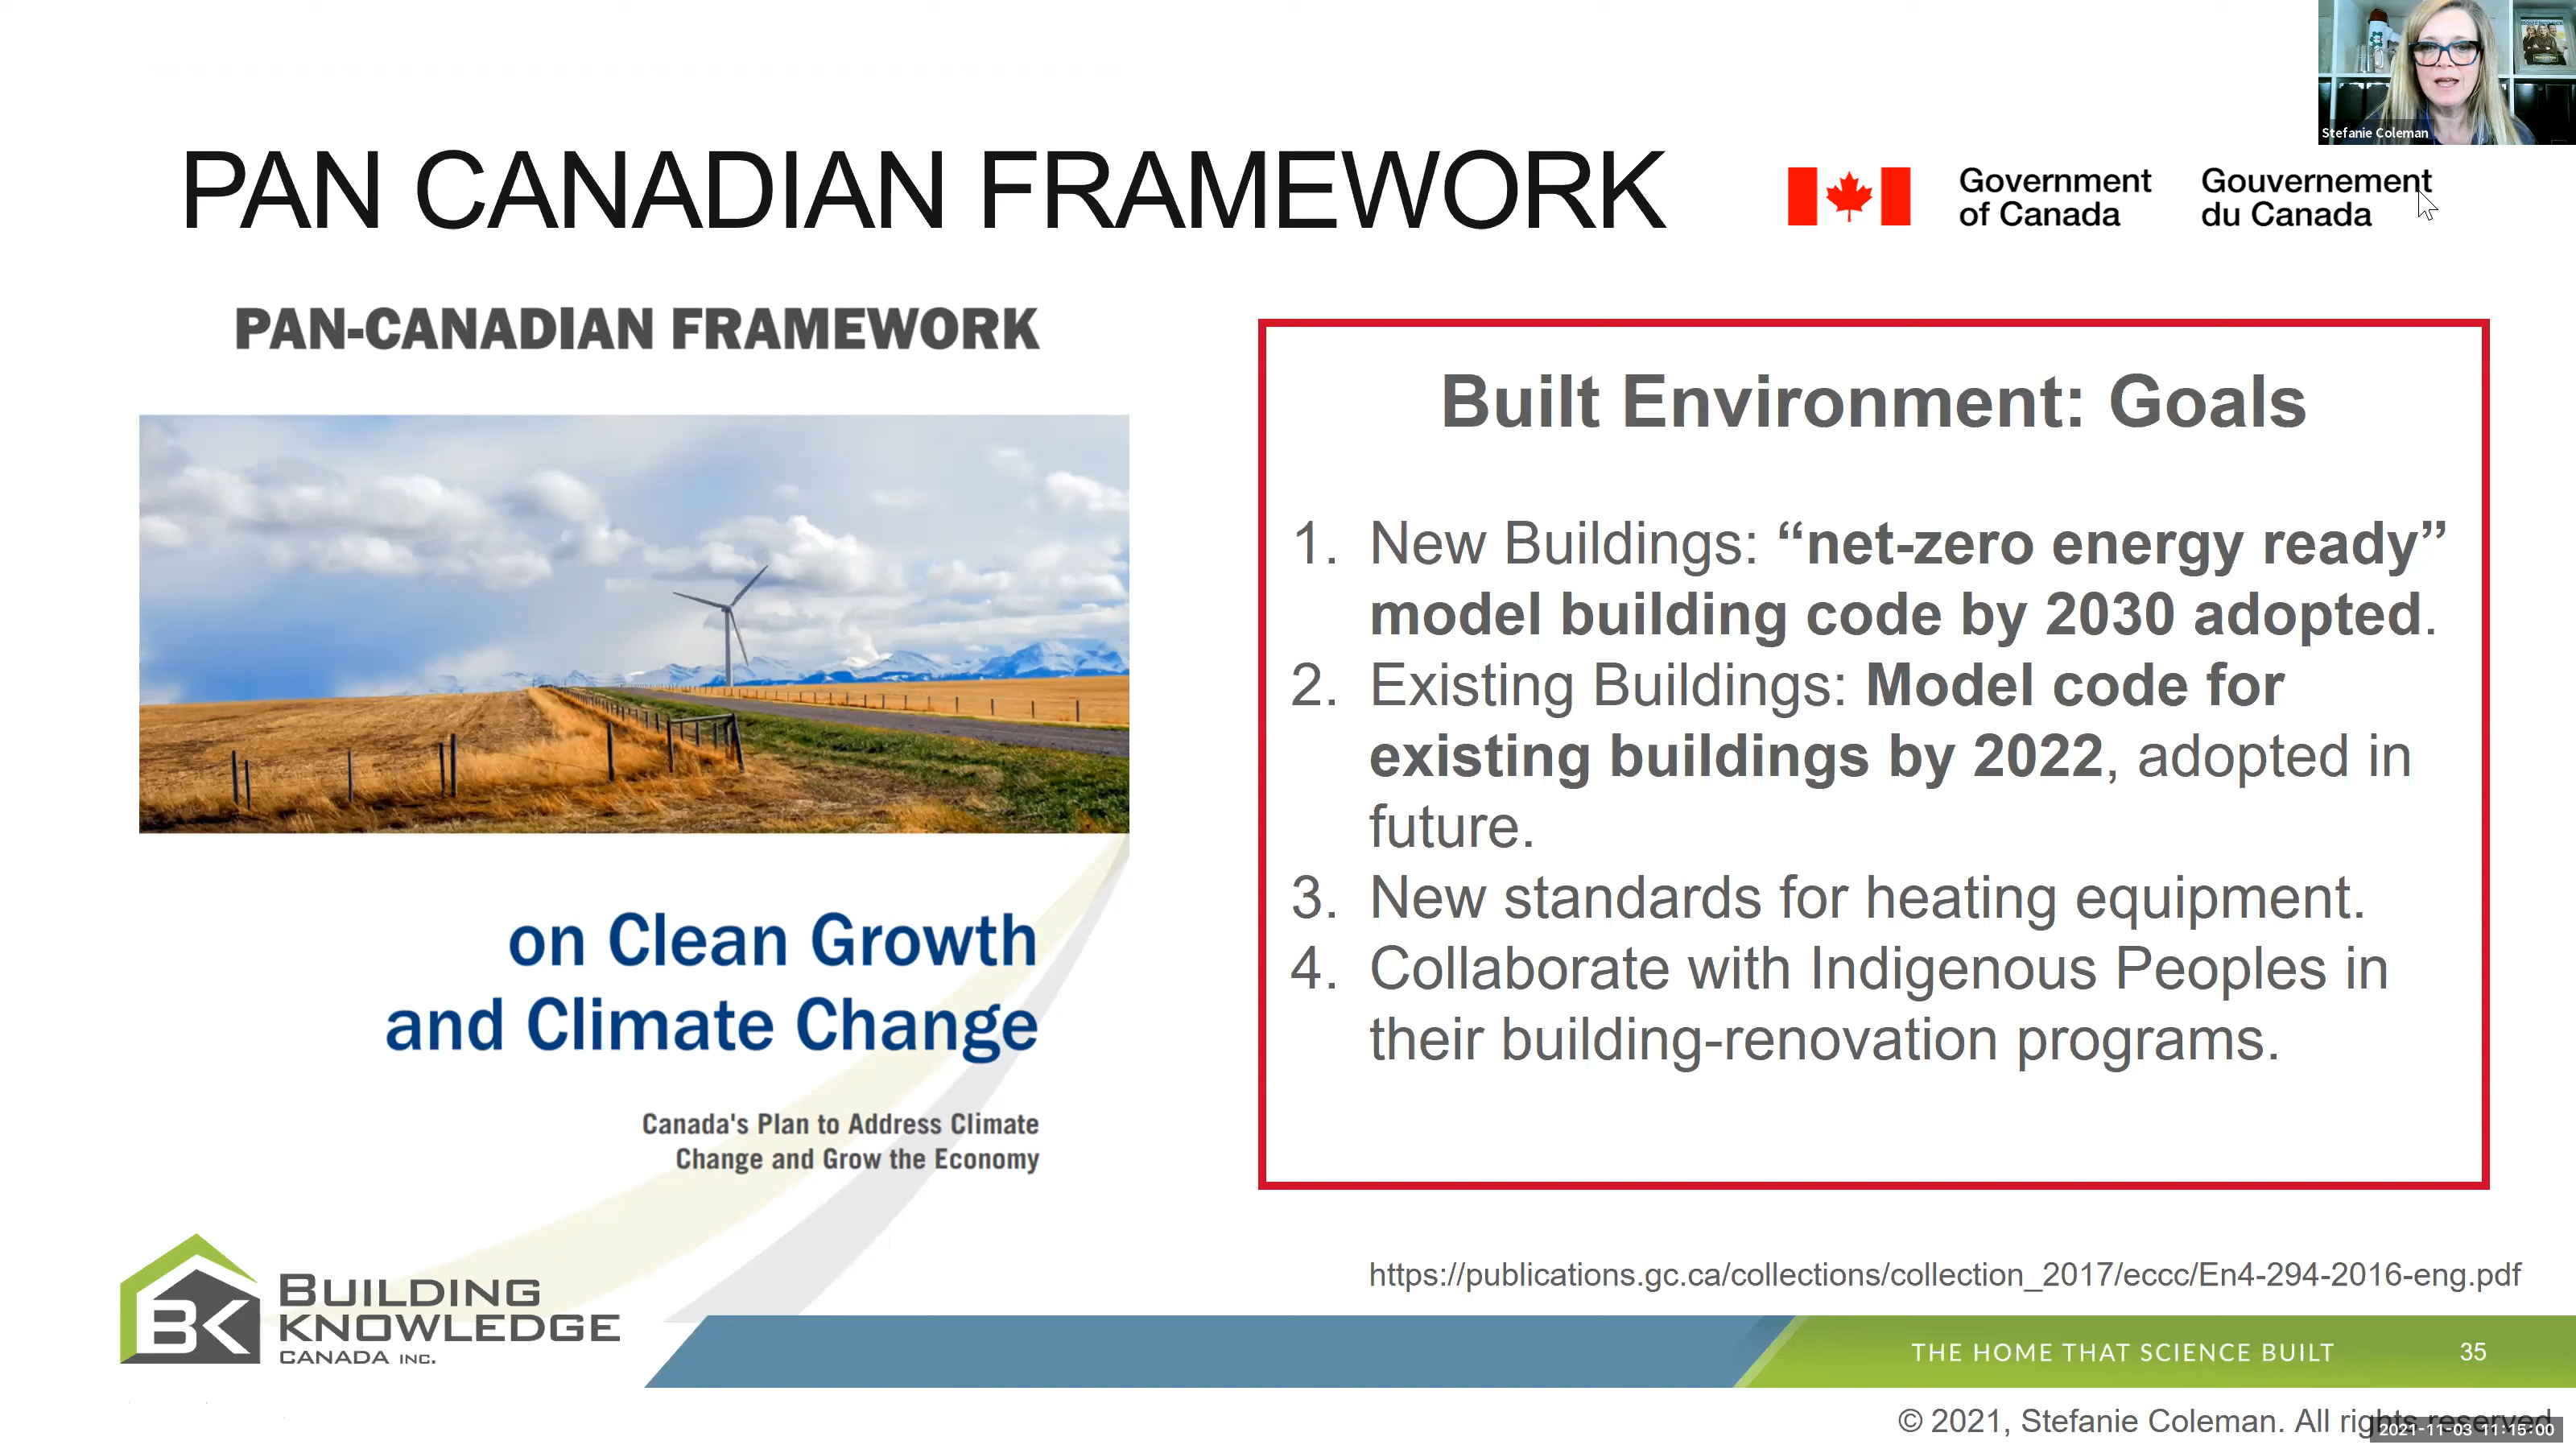 Stefanie Coleman
PAN CANADIAN FRAMEWORK
Government
of Canada
Gouvernement
du Canada
PAN-CANADIAN FRAMEWORK
on Clean Growth
and Climate Change
Canada's Plan to Address Climate
Change and Grow the Economy
Built Environment: Goals
1. New Buildings: “net-zero energy ready”
model building code by 2030 adopted.
2. Existing Buildings: Model code for
existing buildings by 2022, adopted in
future.
3. New standards for heating equipment.
4. Collaborate with Indigenous Peoples in
their building-renovation programs.
https://publications.gc.ca/collections/collection_2017/eccc/En4-294-2016-eng.pdf
BK
BUILDING
KNOWLEDGE
CANADA INC.
THE HOME THAT SCIENCE BUILT 35
© 2021, Stefanie Coleman. All rights reserved
2021-11-03 11:15:00